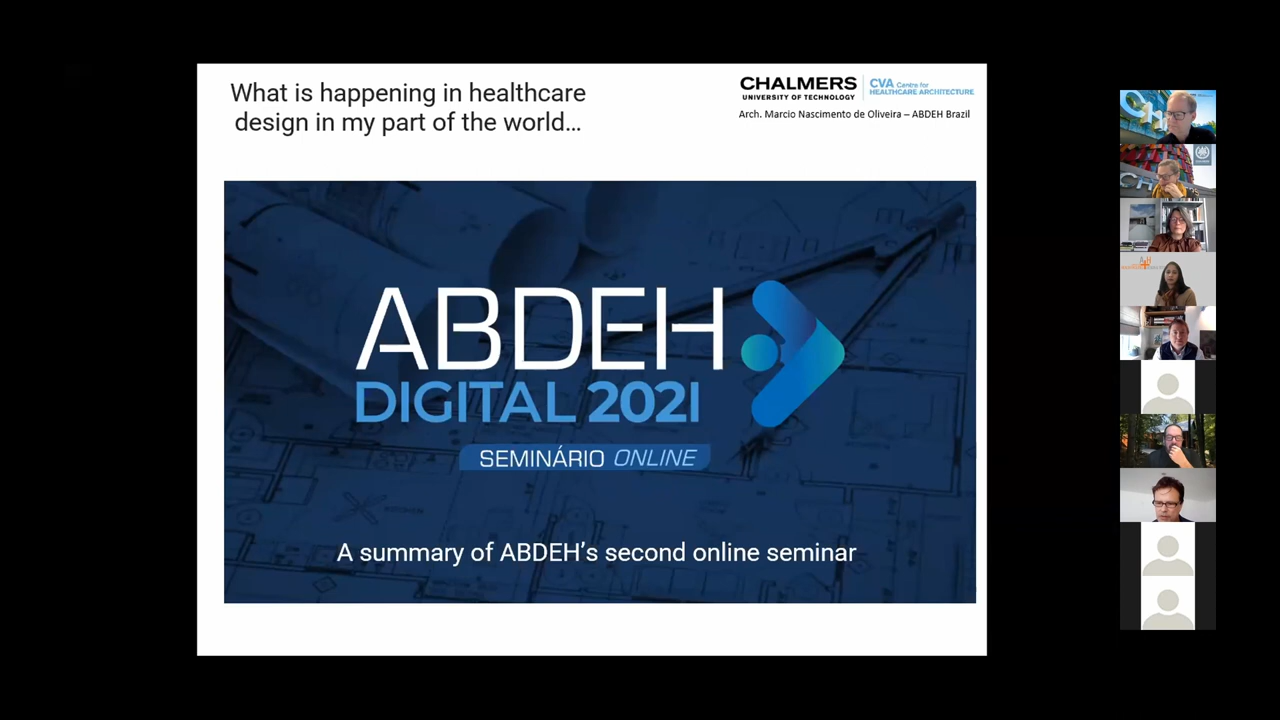 What is happening in healthcare
design in my part of the world...
CHALMERS
UNIVERSITY OF TECHNOLOGY
CVA Centre for
HEALTHCARE ARCHITECTURE
Arch. Marcio Nascimento de Oliveira – ABDEH Brazil
ABDEH
DIGITAL 2021
SEMINÁRIO ONLINE
A summary of ABDEH’s second online seminar